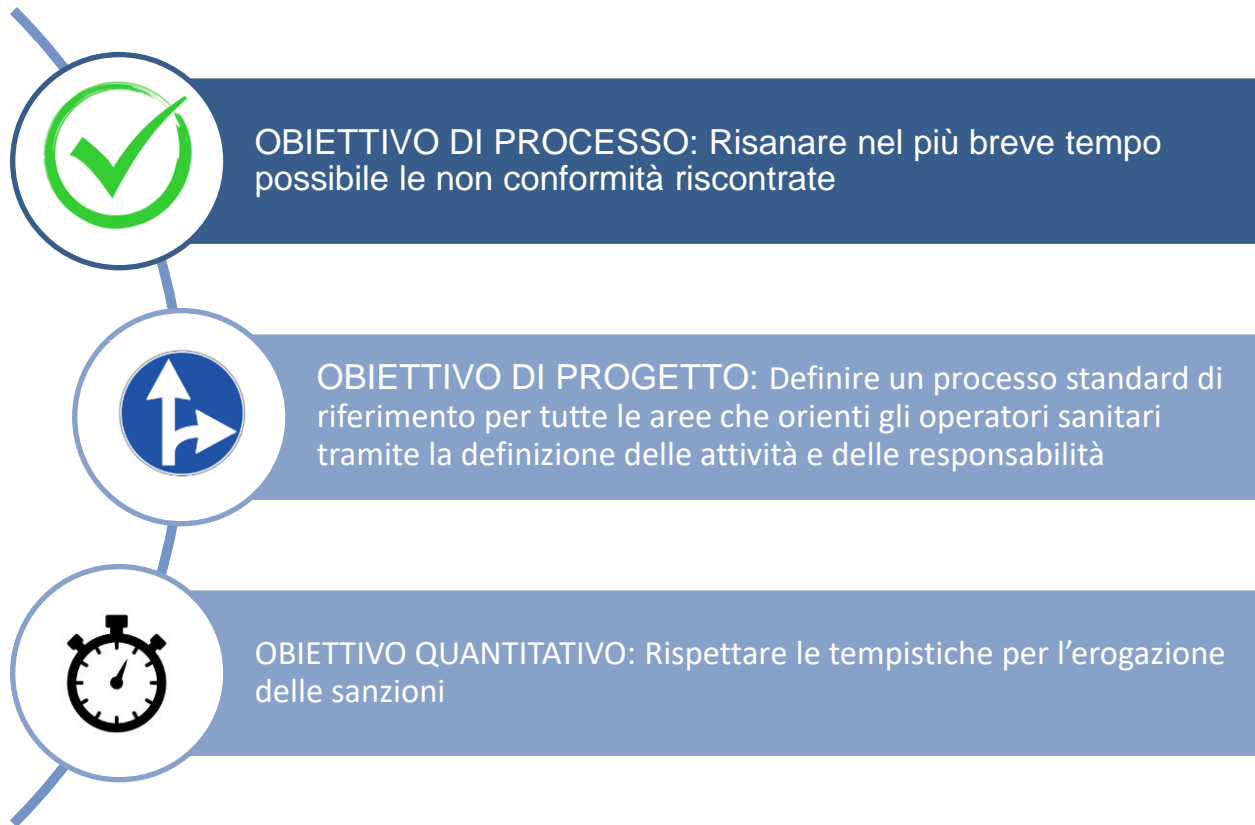 OBIETTIVO DI PROCESSO: Risanare nel più breve tempo
possibile le non conformità riscontrate
OBIETTIVO DI PROGETTO: Definire un processo standard di
riferimento per tutte le aree che orienti gli operatori sanitari
tramite la definizione delle attività e delle responsabilità
OBIETTIVO QUANTITATIVO: Rispettare le tempistiche per l’erogazione
delle sanzioni